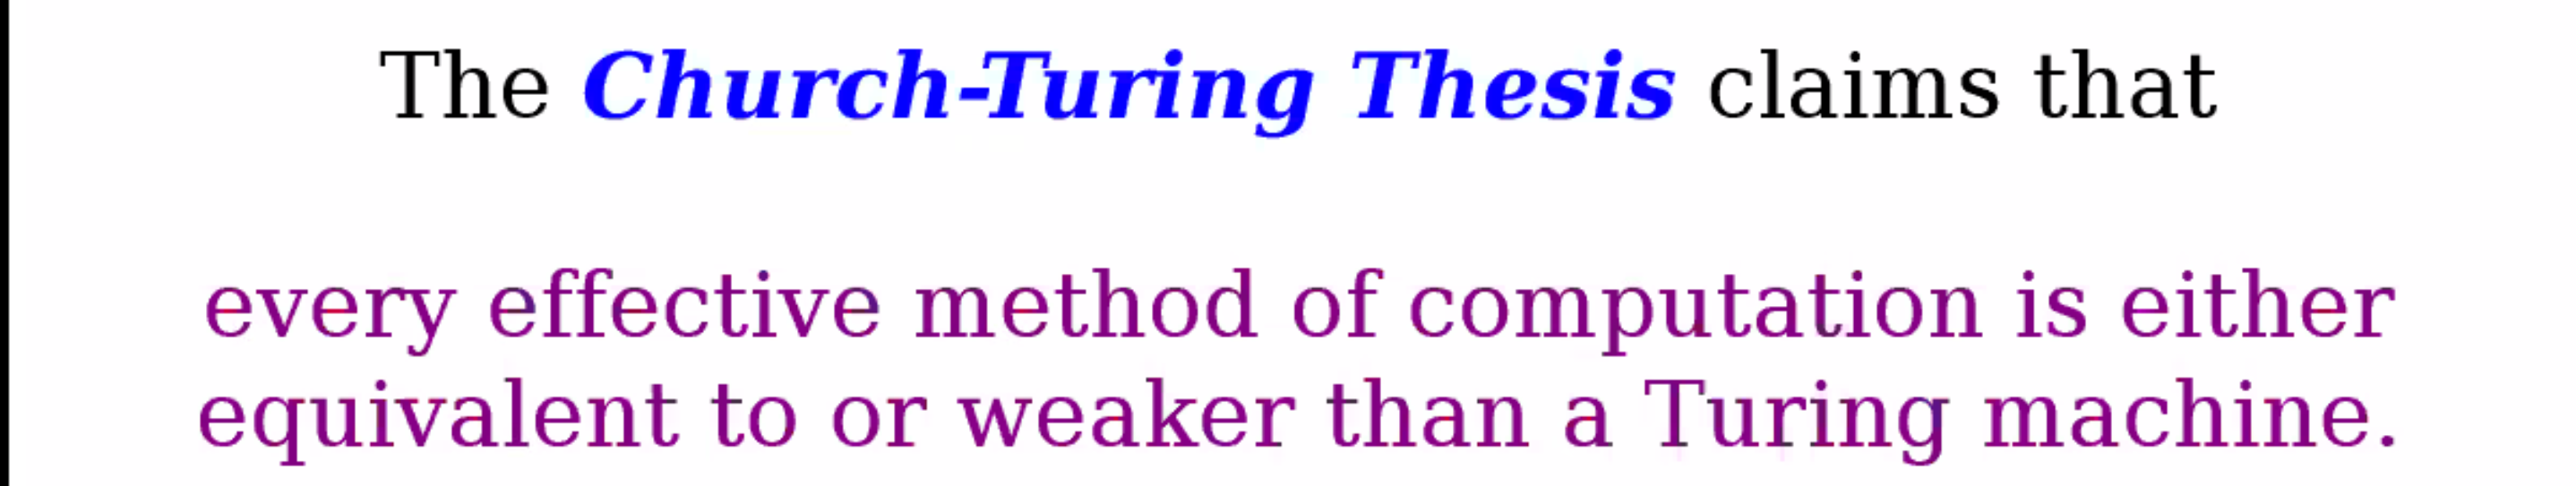 The Church-Turing Thesis claims that
every effective method of computation is either
equivalent to or weaker than a Turing machine.